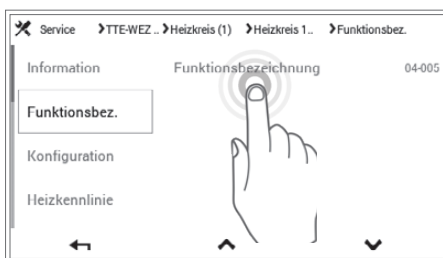 Service >TTE-WEZ .. >Heizkreis (1) >Heizkreis 1.. >Funktionsbez.
Information Funktionsbezeichnung 04-005
Funktionsbez.
Konfiguration
Heizkennlinie